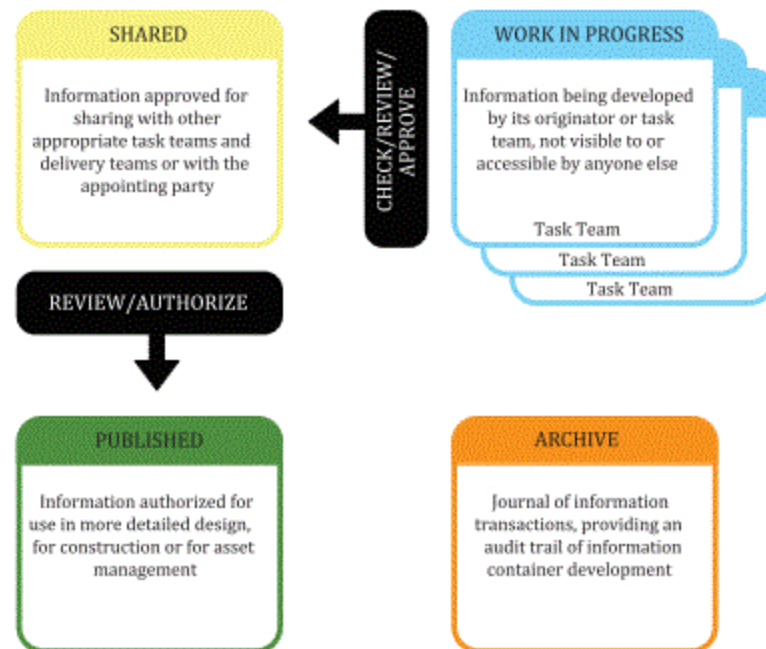 SHARED
Information approved for
sharing with other
appropriate task teams and
delivery teams or with the
appointing party
CHECK/REVIEW/
APPROVE
WORK IN PROGRESS
Information being developed
by its originator or task
team, not visible to or
accessible by anyone else
Task Team
Task Team
Task Team
REVIEW/AUTHORIZE
PUBLISHED
Information authorized for
use in more detailed design,
for construction or for asset
management
ARCHIVE
Journal of information
transactions, providing an
audit trail of information
container development